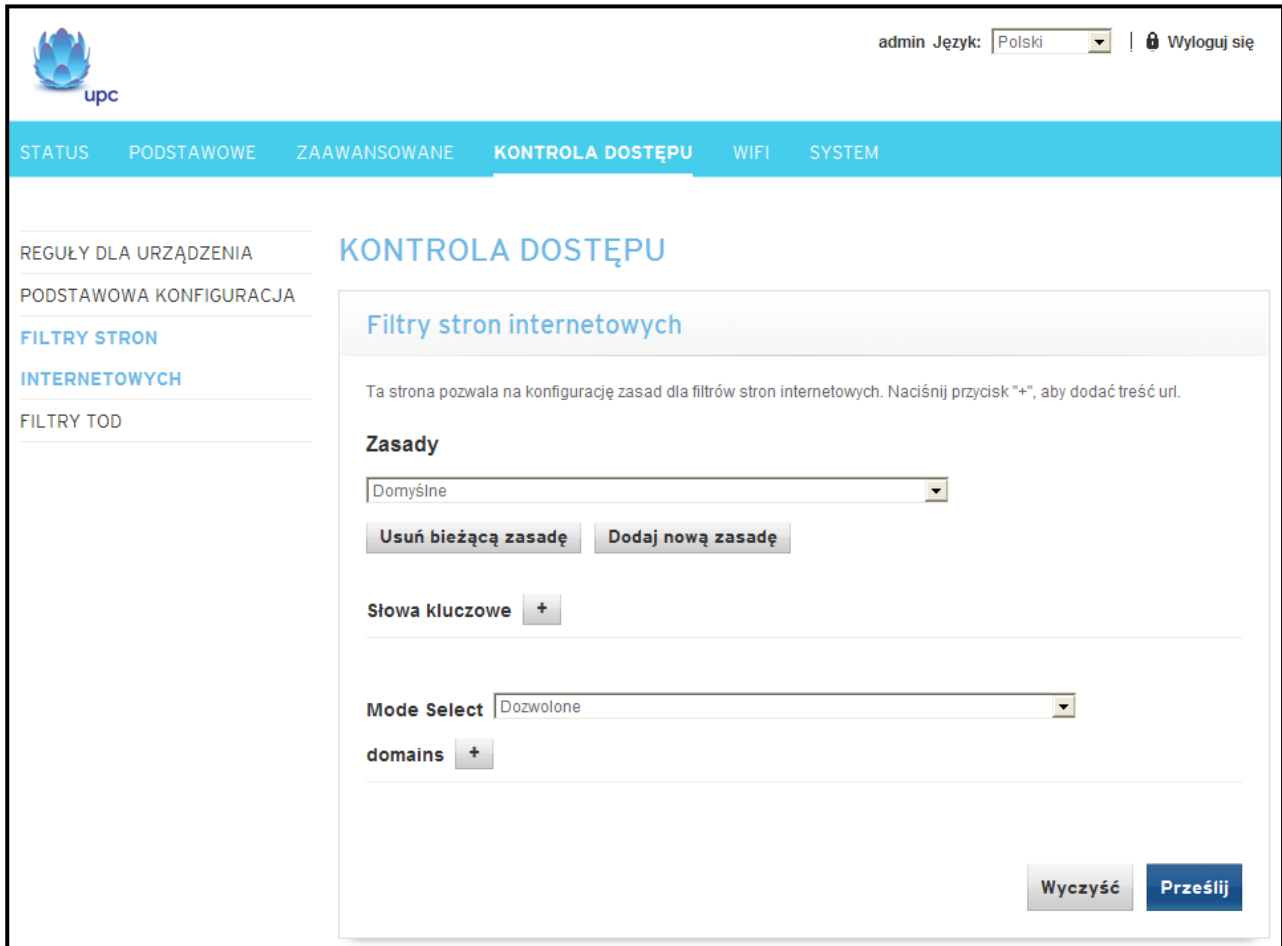 upc
admin Język: Polski | Wyloguj się
STATUS PODSTAWOWE ZAAWANSOWANE KONTROLA DOSTĘPU WIFI SYSTEM
REGUŁY DLA URZĄDZENIA
PODSTAWOWA KONFIGURACJA
FILTRY STRON
INTERNETOWYCH
FILTRY TOD
KONTROLA DOSTĘPU
Filtry stron internetowych
Ta strona pozwala na konfigurację zasad dla filtrów stron internetowych. Naciśnij przycisk "+", aby dodać treść url.
Zasady
Domyślne
Usuń bieżącą zasadę Dodaj nową zasadę
Słowa kluczowe +
Mode Select Dozwolone
domains +
Wyczyść Prześlij